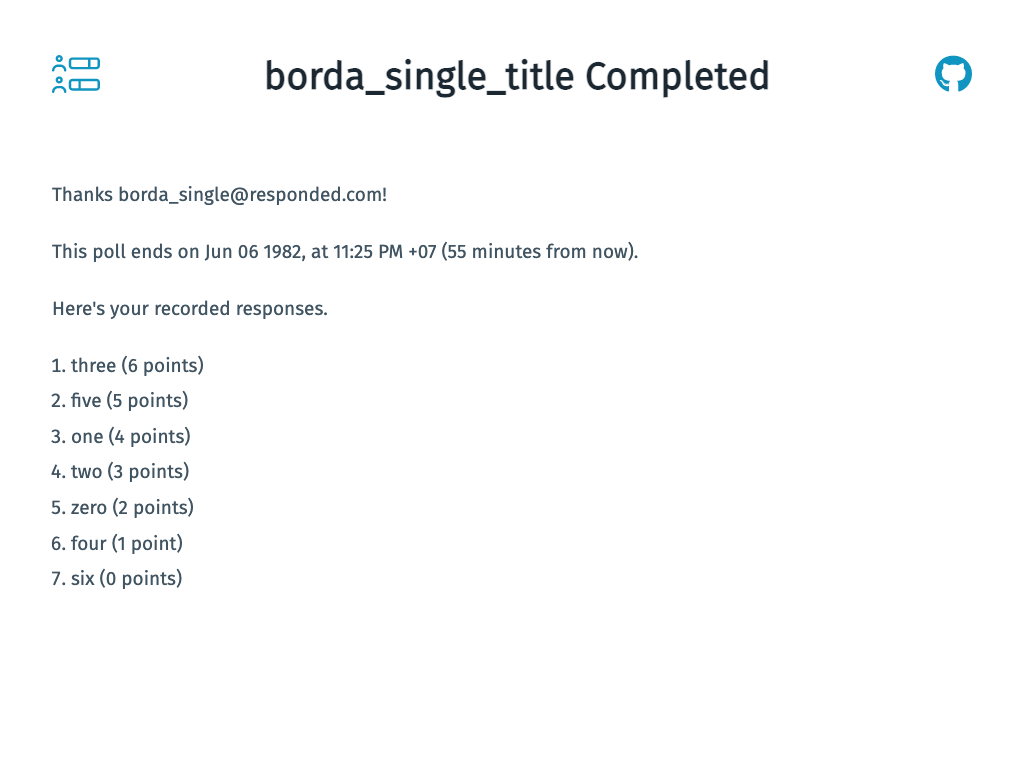 borda_single_title Completed
Thanks borda_single@responded.com!
This poll ends on Jun 06 1982, at 11:25 PM +07 (55 minutes from now).
Here's your recorded responses.
1. three (6 points)
2. five (5 points)
3. one (4 points)
4. two (3 points)
5. zero (2 points)
6. four (1 point)
7. six (0 points)